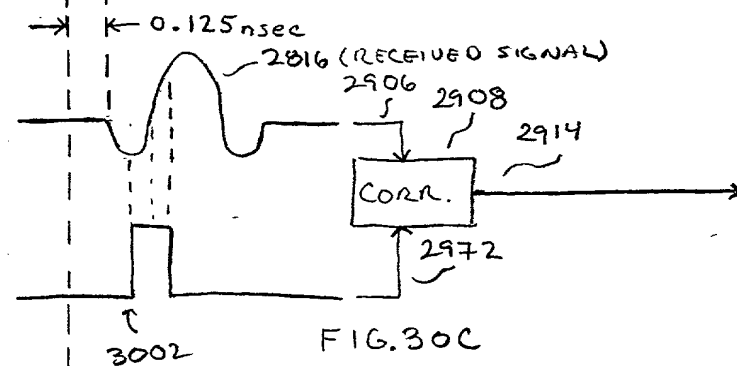 0.125nsec
2816 (RECEIVED SIGNAL)
2906
2908
2914
CORR.
2972
3002
FIG.30C